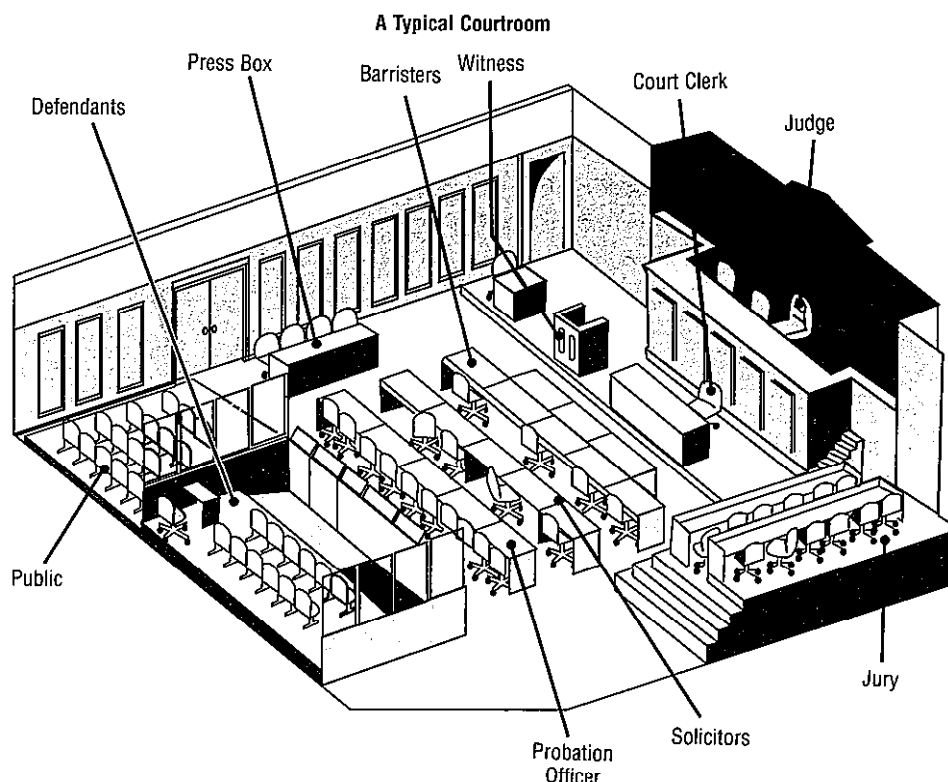 A Typical Courtroom
Press Box
Barristers
Witness
Court Clerk
Defendants
Judge
Public
Jury
Solicitors
Probation
Officer